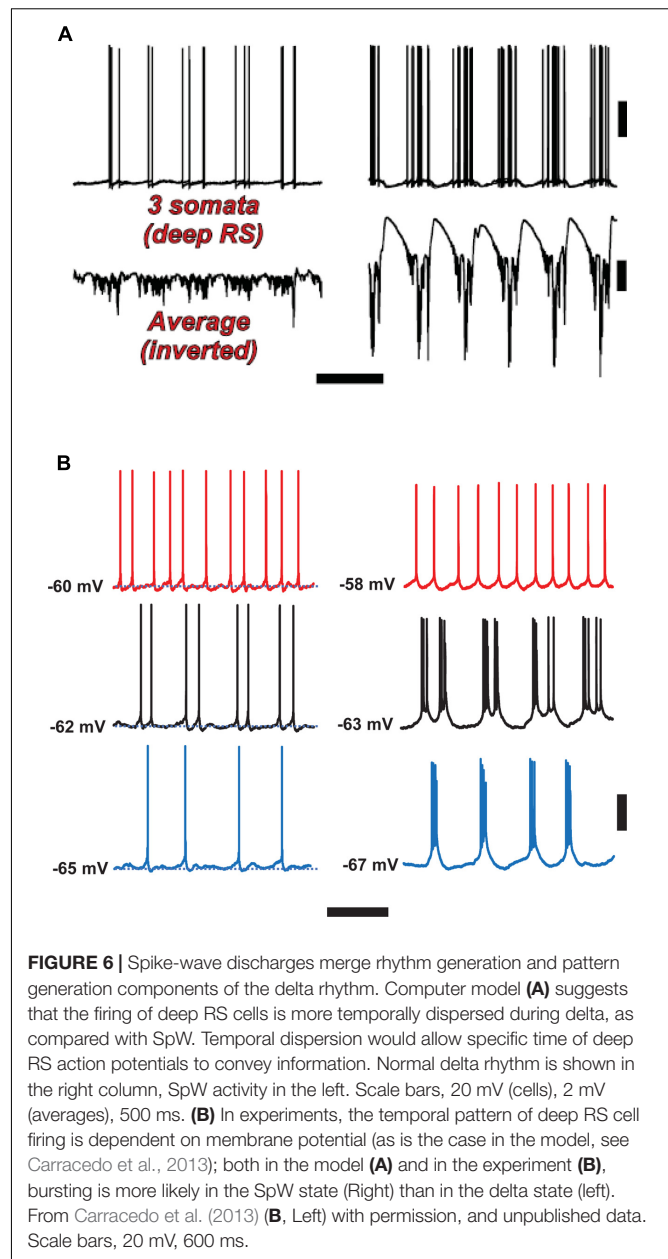 A
3 somata
(deep RS)
Average
(inverted)
B
-60 mV
-58 mV
-62 mV
-63 mV
-65 mV
-67 mV
FIGURE 6 | Spike-wave discharges merge rhythm generation and pattern
generation components of the delta rhythm. Computer model (A) suggests
that the firing of deep RS cells is more temporally dispersed during delta, as
compared with SpW. Temporal dispersion would allow specific time of deep
RS action potentials to convey information. Normal delta rhythm is shown in
the right column, SpW activity in the left. Scale bars, 20 mV (cells), 2 mV
(averages), 500 ms. (B) In experiments, the temporal pattern of deep RS cell
firing is dependent on membrane potential (as is the case in the model, see
Carracedo et al., 2013); both in the model (A) and in the experiment (B),
bursting is more likely in the SpW state (Right) than in the delta state (left).
From Carracedo et al. (2013) (B, Left) with permission, and unpublished data.
Scale bars, 20 mV, 600 ms.